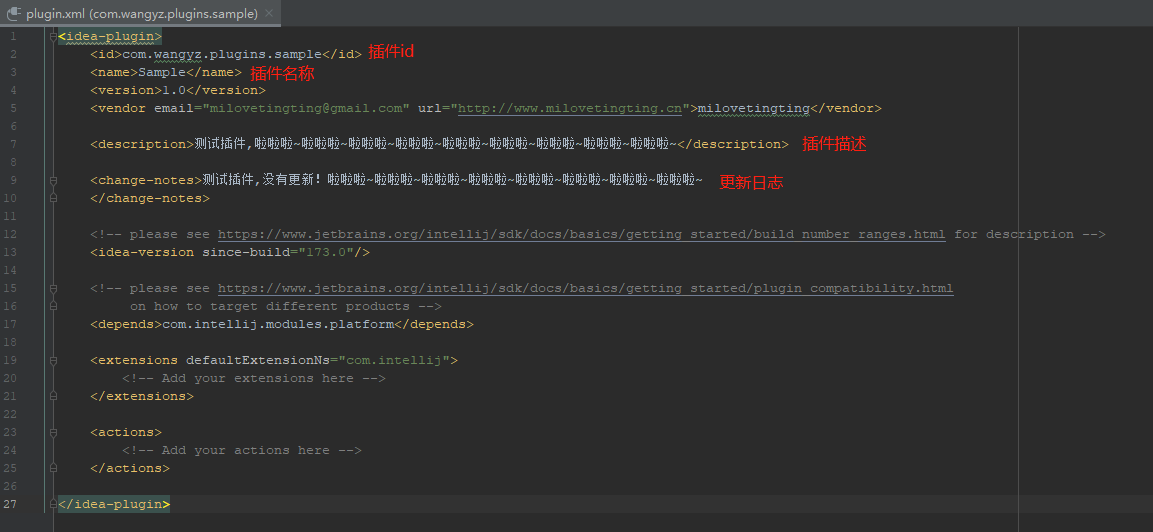 plugin.xml (com.wangyz.plugins.sample)
1 <idea-plugin>
2 <id>com.wangyz.plugins.sample</id> 插件id
3 <name>Sample</name> 插件名称
4 <version>1.0</version>
5 <vendor email="milovetingting@gmail.com" url="http://www.milovetingting.cn">milovetingting</vendor>
6
7 <description>测试插件,啦啦啦~啦啦啦~啦啦啦~啦啦啦~啦啦啦~啦啦啦~啦啦啦~啦啦啦~啦啦啦~</description> 插件描述
8
9 <change-notes>测试插件,没有更新! 啦啦啦~啦啦啦~啦啦啦~啦啦啦~啦啦啦~啦啦啦~啦啦啦~啦啦啦~ 更新日志
10 </change-notes>
11
12 <!-- please see https://www.jetbrains.org/intellij/sdk/docs/basics/getting_started/build_number_ranges.html for description -->
13 <idea-version since-build="173.0"/>
14
15 <!-- please see https://www.jetbrains.org/intellij/sdk/docs/basics/getting_started/plugin_compatibility.html
16 on how to target different products -->
17 <depends>com.intellij.modules.platform</depends>
18
19 <extensions defaultExtensionNs="com.intellij">
20 <!-- Add your extensions here -->
21 </extensions>
22
23 <actions>
24 <!-- Add your actions here -->
25 </actions>
26
27 </idea-plugin>